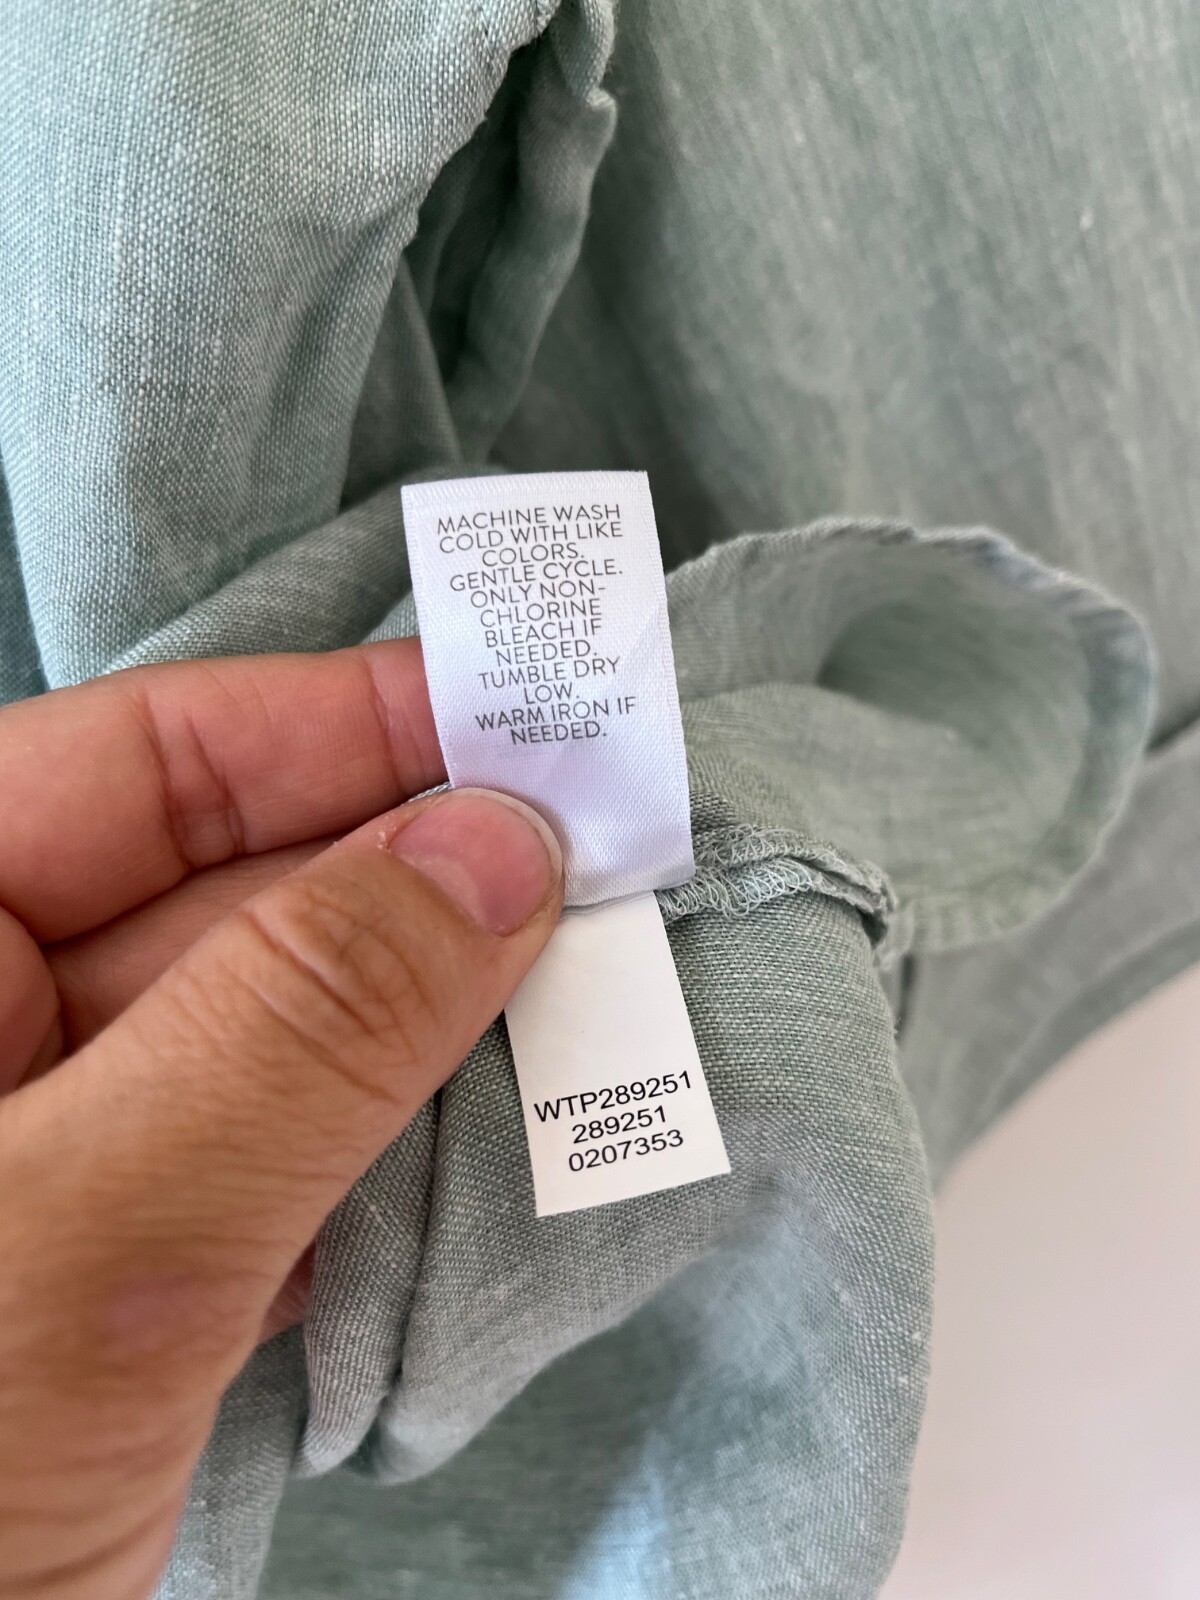 MACHINE WASH
COLD WITH LIKE
COLORS.
GENTLE CYCLE.
ONLY NON-
CHLORINE
BLEACH IF
NEEDED.
TUMBLE DRY
LOW.
WARM IRON IF
NEEDED.
WTP289251
289251
0207353